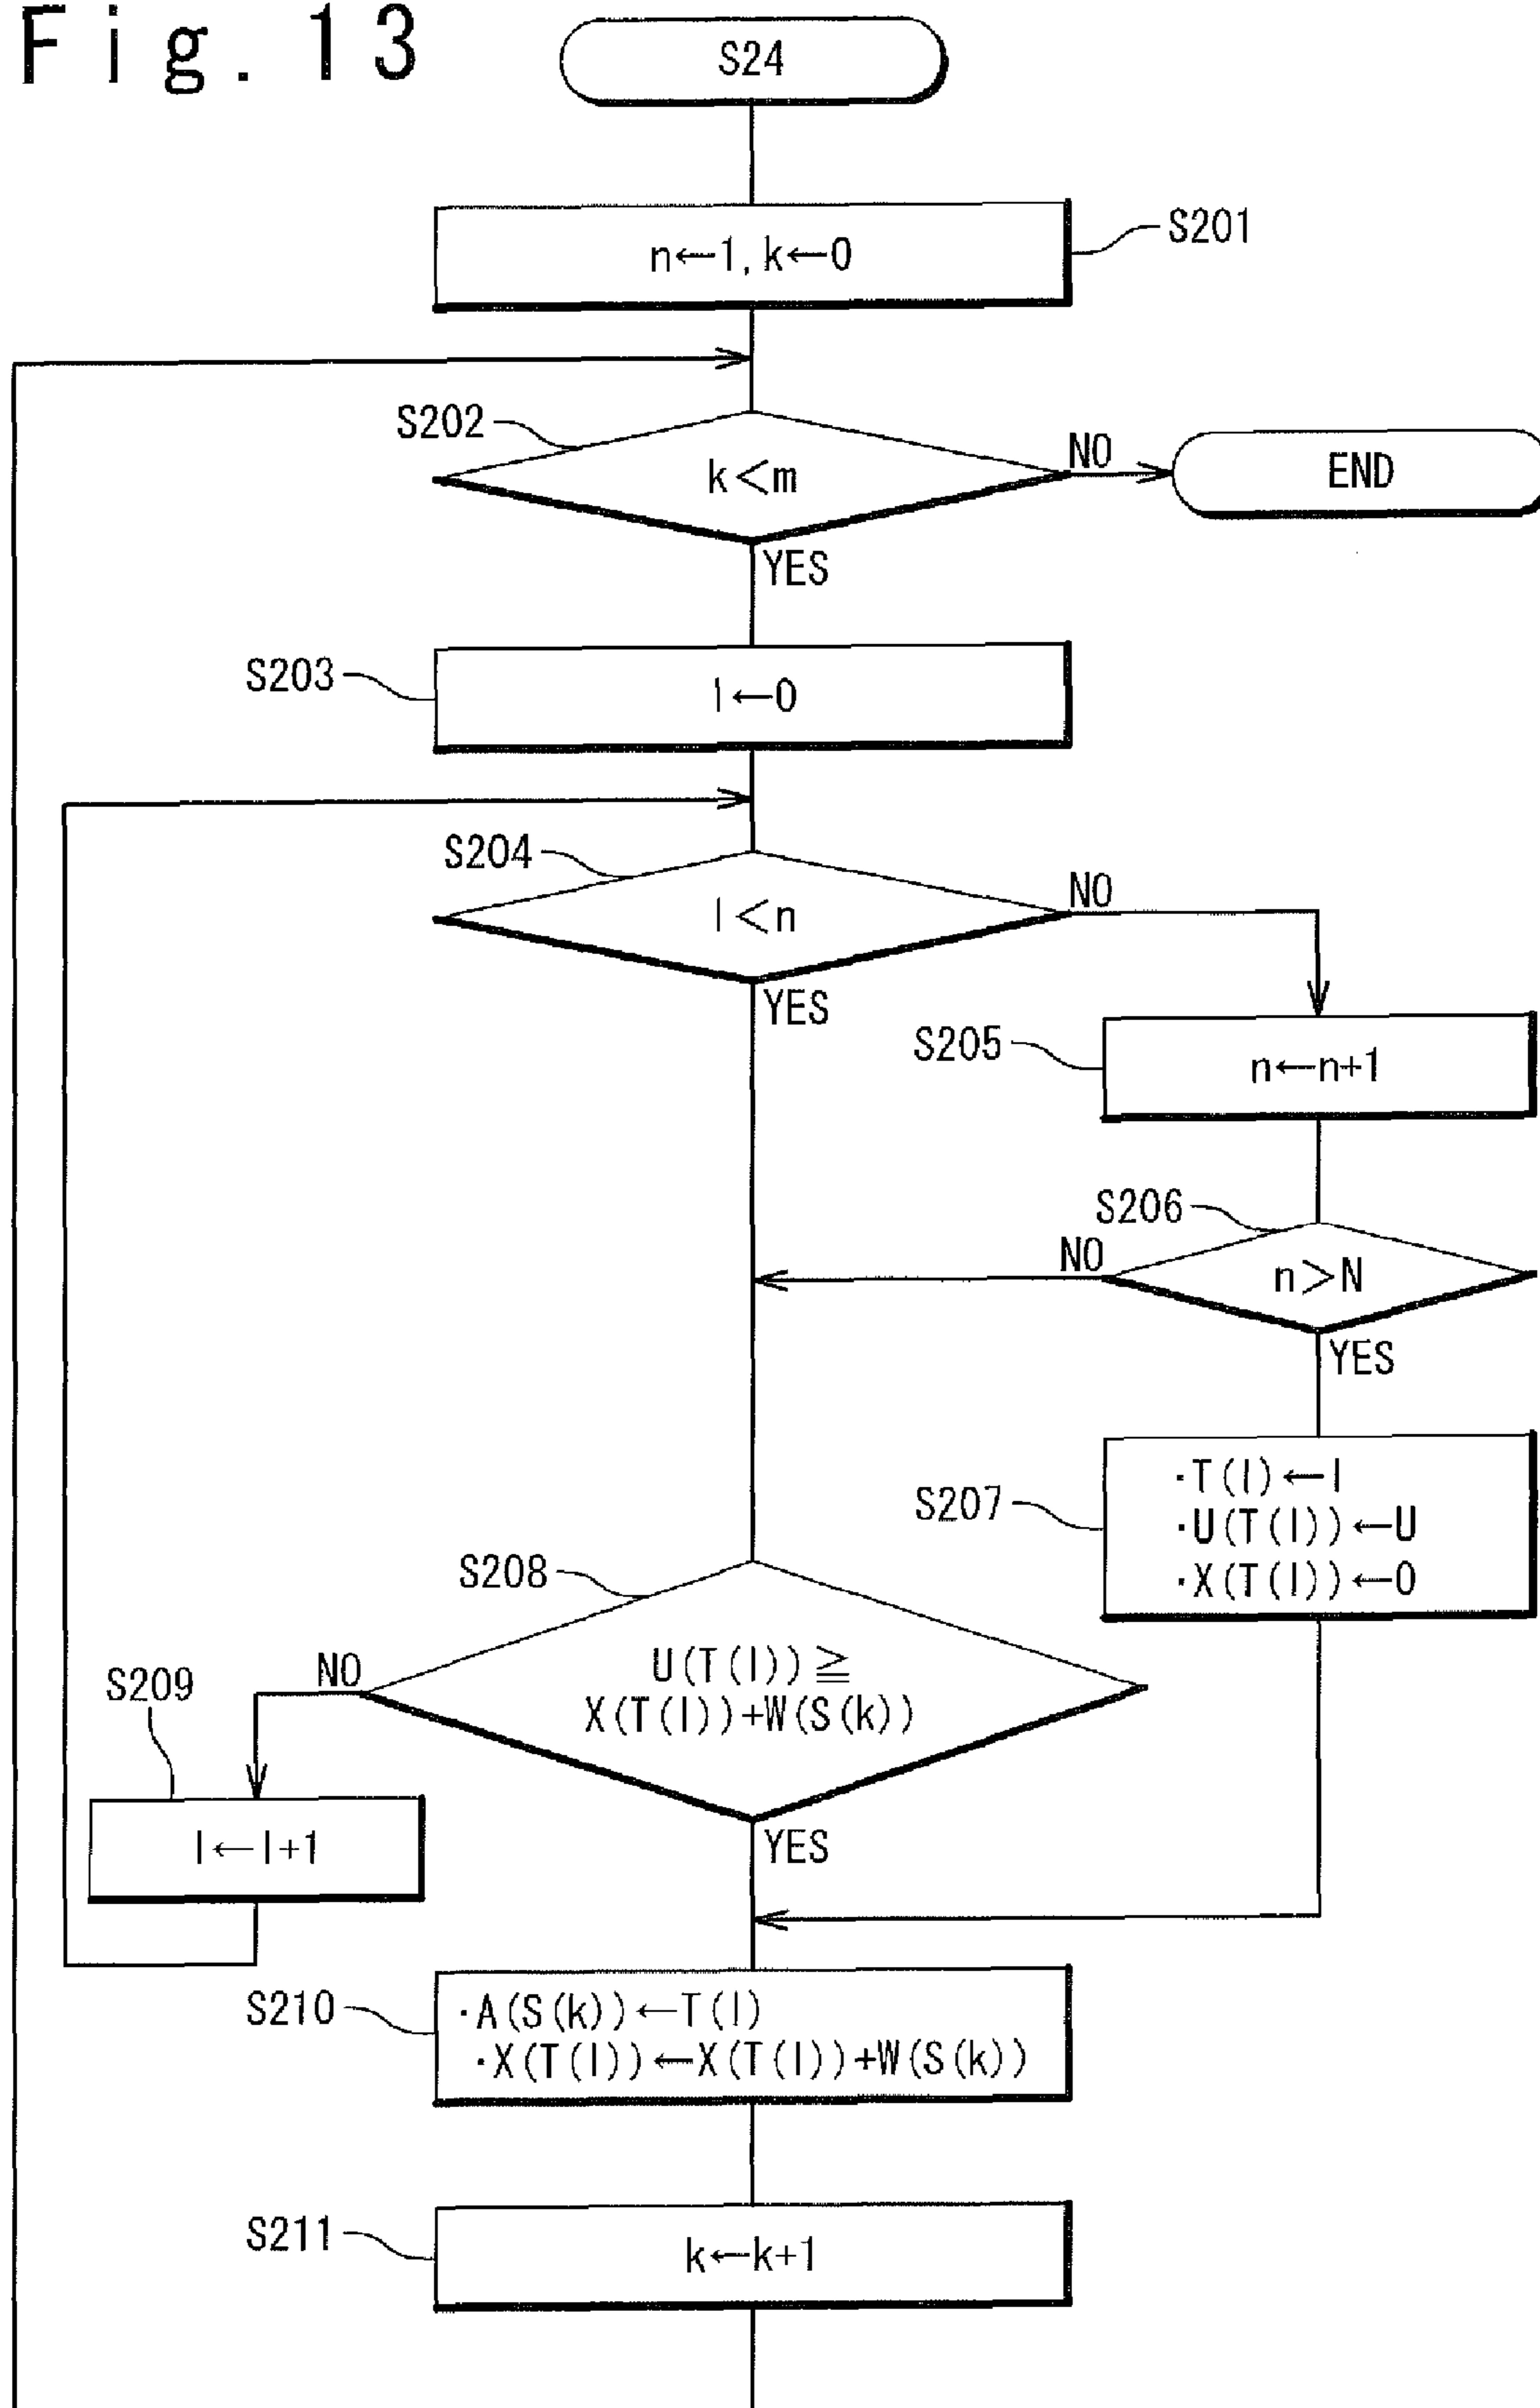 Fig. 13
S24
n←1, k←0
S201
S202
k<m
NO
END
YES
S203
l←0
S204
l<n
NO
YES
S205
n←n+1
S206
NO
n>N
YES
S207
·T(l)←l
·U(T(l))←U
·X(T(l))←0
S208
U(T(l))≧
X(T(l))+W(S(k))
NO
S209
l←l+1
YES
S210
·A(S(k))←T(l)
·X(T(l))←X(T(l))+W(S(k))
S211
k←k+1